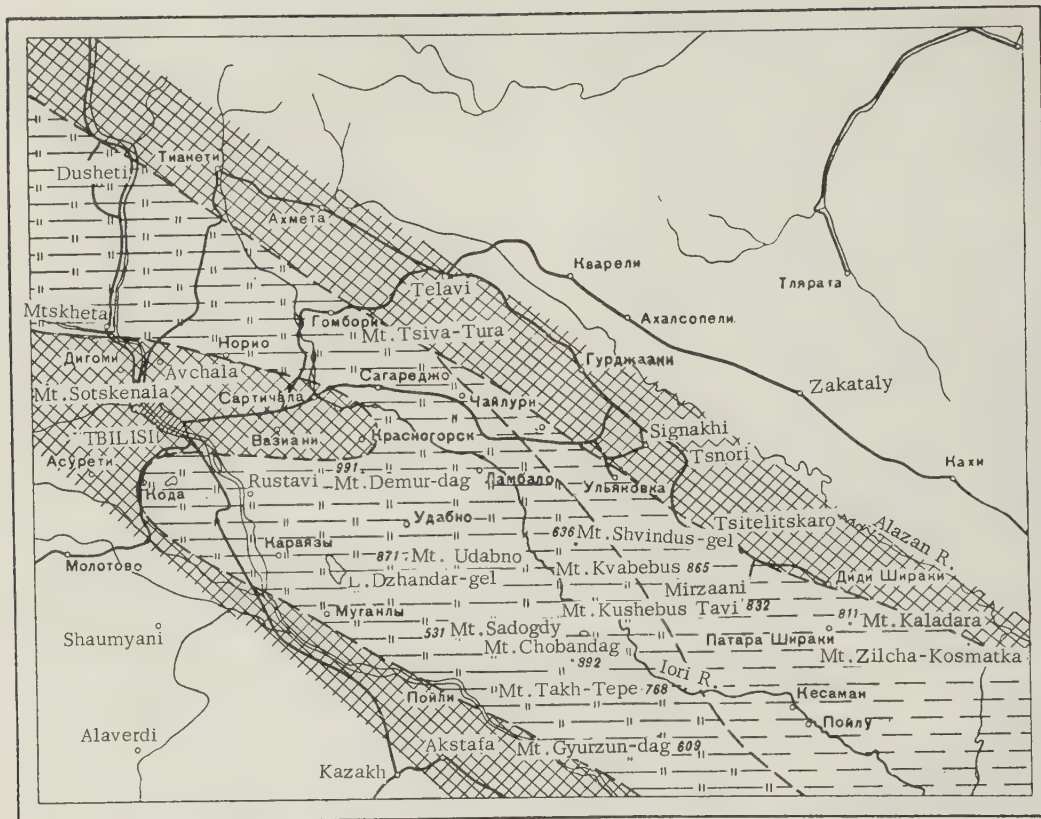 Тианети
Dusheti
Ахмета
Кварели
Тлярата
Telavi
Mtskheta
Гомбори
Mt. Tsiva-Tura
Ахалсопели
Норио
Дигоми
Avchala
Гурджаани
Сагареджо
Zakataly
Mt. Sotskenala
Сартичала
Чайлури
Signakhi
TBILISI
Вазиани
Красногорск
Tsnori
Асурети
991
Кахи
Rustavi
Mt. Demur-dag
Ламбало
Ульяновка
Кода
Удабно
Tsitelitskaro
Alazan R.
636 Mt. Shvindus-gel
Караязы
871 Mt. Udabno
Mt. Kvabebus 865
Молотово
L. Dzhandar-gel
Mirzaani
Диди Шираки
Муганлы
Mt. Kushebus Tavi 832
811
Mt. Kaladara
Shaumyani
531 Mt. Sadogdy
Патара Шираки
Mt. Chobandag
392
Mt. Zilcha-Kosmatka
Iori R.
Пойли
Mt. Takh-Tepe 768
Кесаман
Пойлу
Alaverdi
Akstafa
Mt. Gyurzun-dag 609
Kazakh